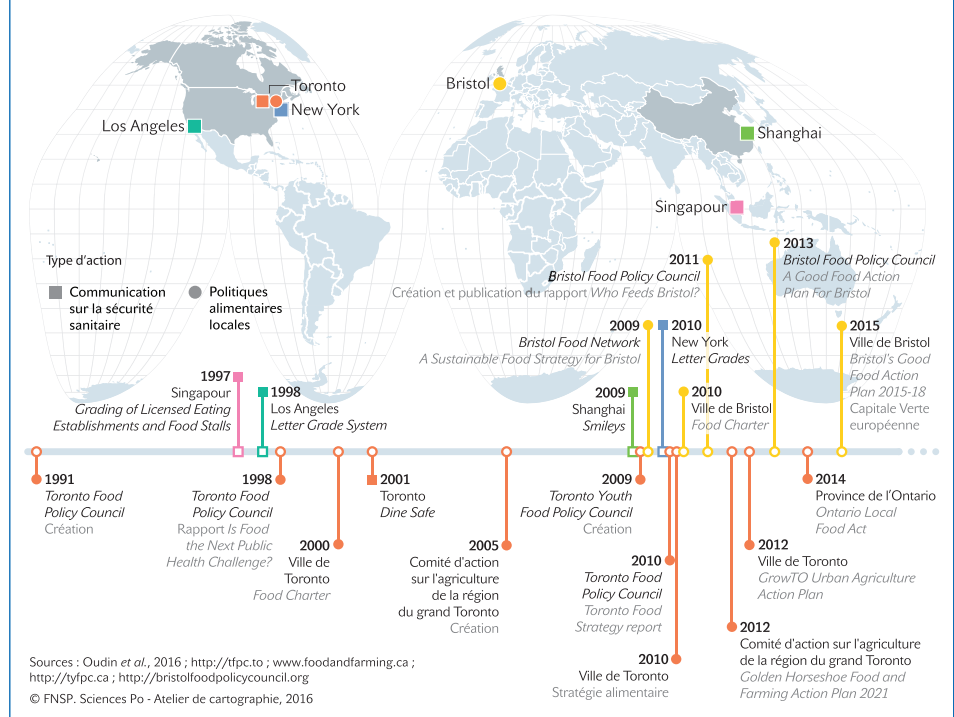 Toronto
New York
Los Angeles
Bristol
Shanghai
Singapour
Type d'action
Communication
sur la sécurité
sanitaire
Politiques
alimentaires
locales
1997
Singapour
Grading of Licensed Eating
Establishments and Food Stalls
1998
Los Angeles
Letter Grade System
2009
Shanghai
Smileys
2009
Bristol Food Network
A Sustainable Food Strategy for Bristol
2010
New York
Letter Grades
2010
Ville de Bristol
Food Charter
2011
Bristol Food Policy Council
Création et publication du rapport Who Feeds Bristol?
2013
Bristol Food Policy Council
A Good Food Action
Plan For Bristol
2015
Ville de Bristol
Bristol's Good
Food Action
Plan 2015-18
Capitale Verte
européenne
1991
Toronto Food
Policy Council
Création
1998
Toronto Food
Policy Council
Rapport Is Food
the Next Public
Health Challenge?
2000
Ville de
Toronto
Food Charter
2001
Toronto
Dine Safe
2005
Comité d'action
sur l'agriculture
de la région
du grand Toronto
Création
2009
Toronto Youth
Food Policy Council
Création
2010
Toronto Food
Policy Council
Toronto Food
Strategy report
2010
Ville de Toronto
Stratégie alimentaire
2012
Comité d'action sur l'agriculture
de la région du grand Toronto
Golden Horseshoe Food and
Farming Action Plan 2021
2012
Ville de Toronto
GrowTO Urban Agriculture
Action Plan
2014
Province de l'Ontario
Ontario Local
Food Act
Sources : Oudin et al., 2016 ; http://tfpc.to ; www.foodandfarming.ca ;
http://tyfpc.ca ; http://bristolfoodpolicycouncil.org
© FNSP. Sciences Po - Atelier de cartographie, 2016